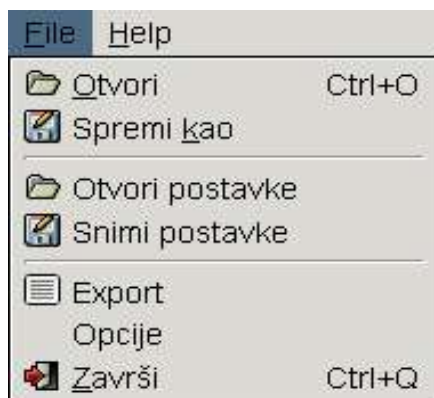 File Help
Otvori Ctrl+O
Spremi kao
Otvori postavke
Snimi postavke
Export
Opcije
Završi Ctrl+Q